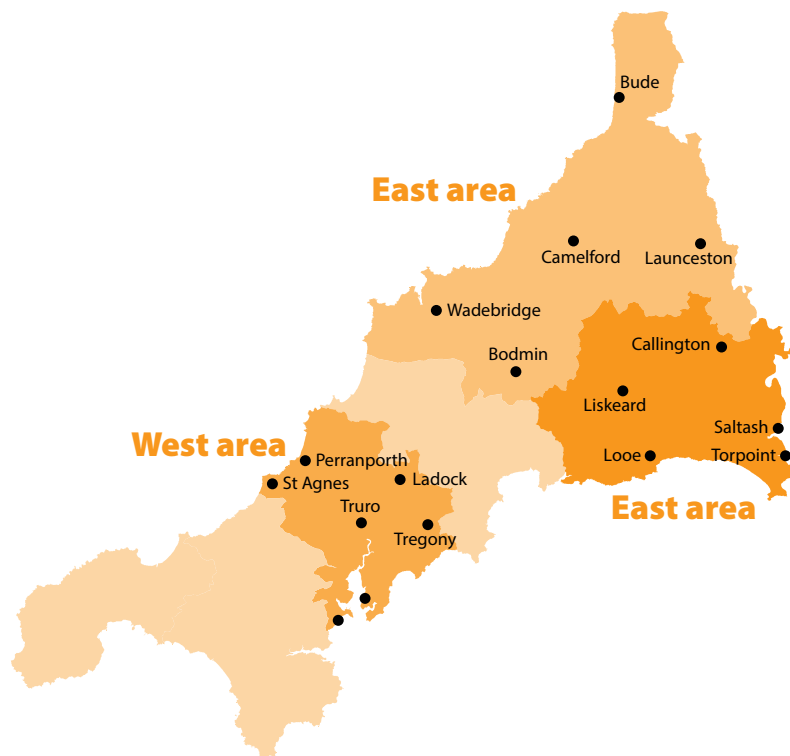 Bude
East area
Camelford
Launceston
Wadebridge
Callington
Bodmin
Liskeard
Saltash
West area
Looe
Torpoint
Perranporth
Ladock
St Agnes
Truro
East area
Tregony